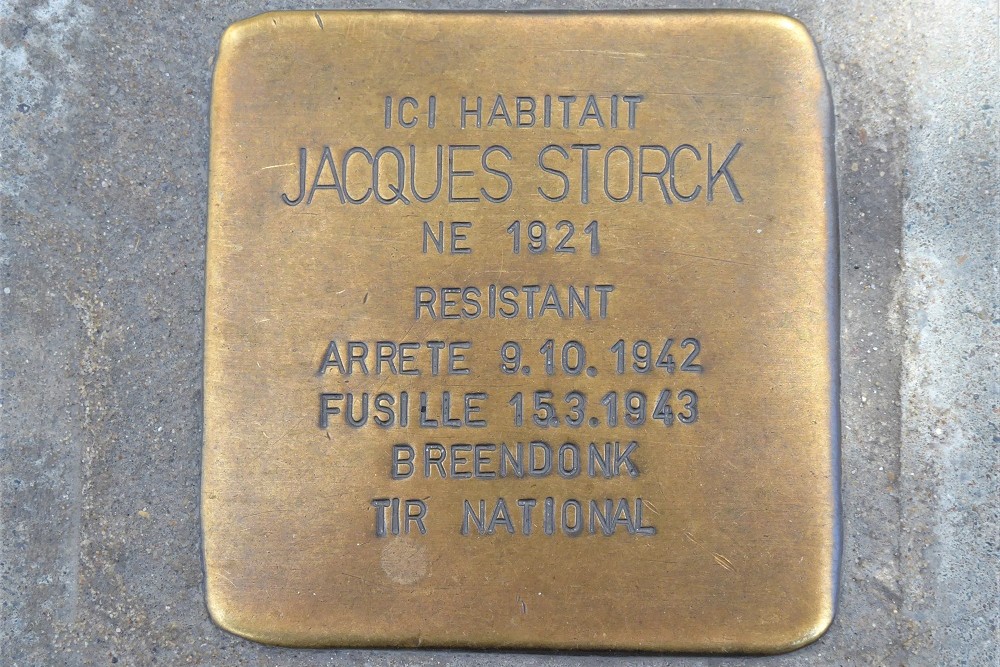 ICI HABITAIT
JACQUES STORCK
NE 1921
RESISTANT
ARRETE 9.10.1942
FUSILLE 15.3.1943
BREENDONK
TIR NATIONAL